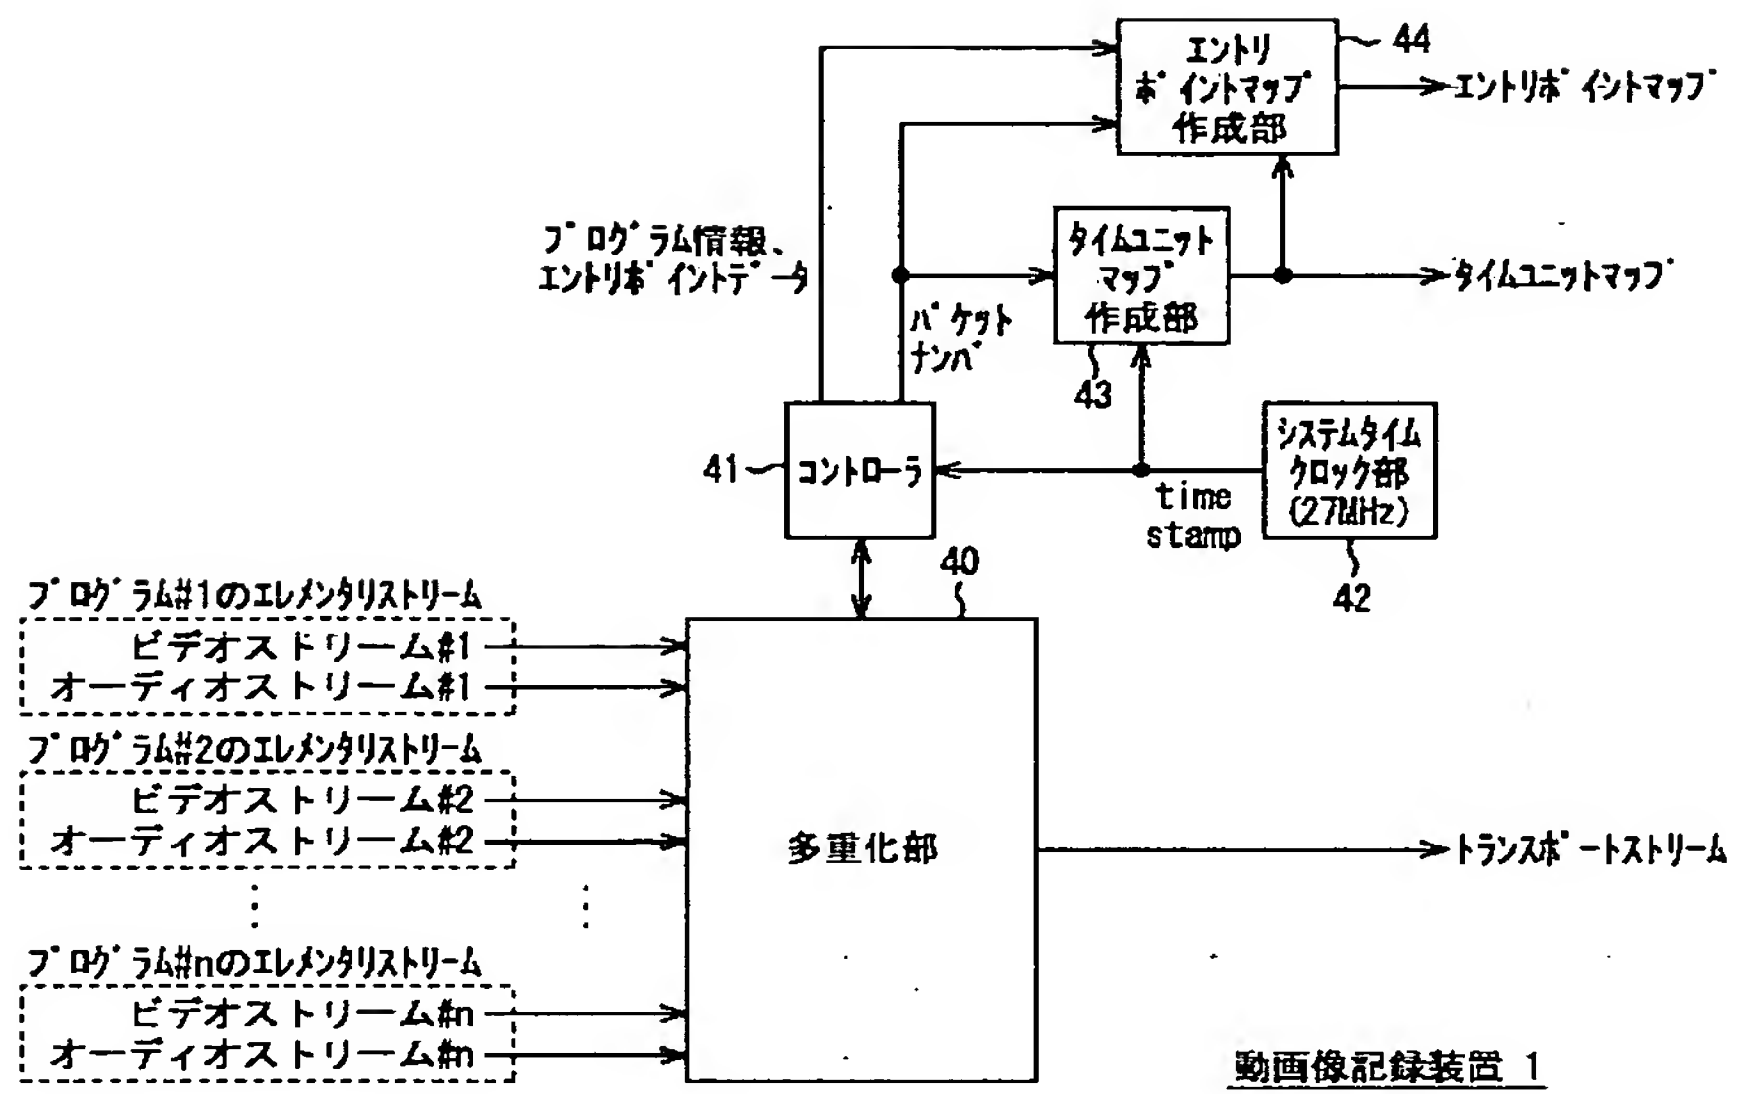 エントリ
ポイントマップ
作成部
44
エントリポイントマップ
プログラム情報、
エントリポイントデータ
タイムユニット
マップ
作成部
タイムユニットマップ
パケット
ナンバ
43
41
コントローラ
システムタイム
クロック部
(27MHz)
time
stamp
40
42
プログラム#1のエレメンタリストリーム
ビデオストリーム#1
オーディオストリーム#1
プログラム#2のエレメンタリストリーム
ビデオストリーム#2
オーディオストリーム#2
多重化部
トランスポートストリーム
プログラム#nのエレメンタリストリーム
ビデオストリーム#n
オーディオストリーム#n
動画像記録装置 1